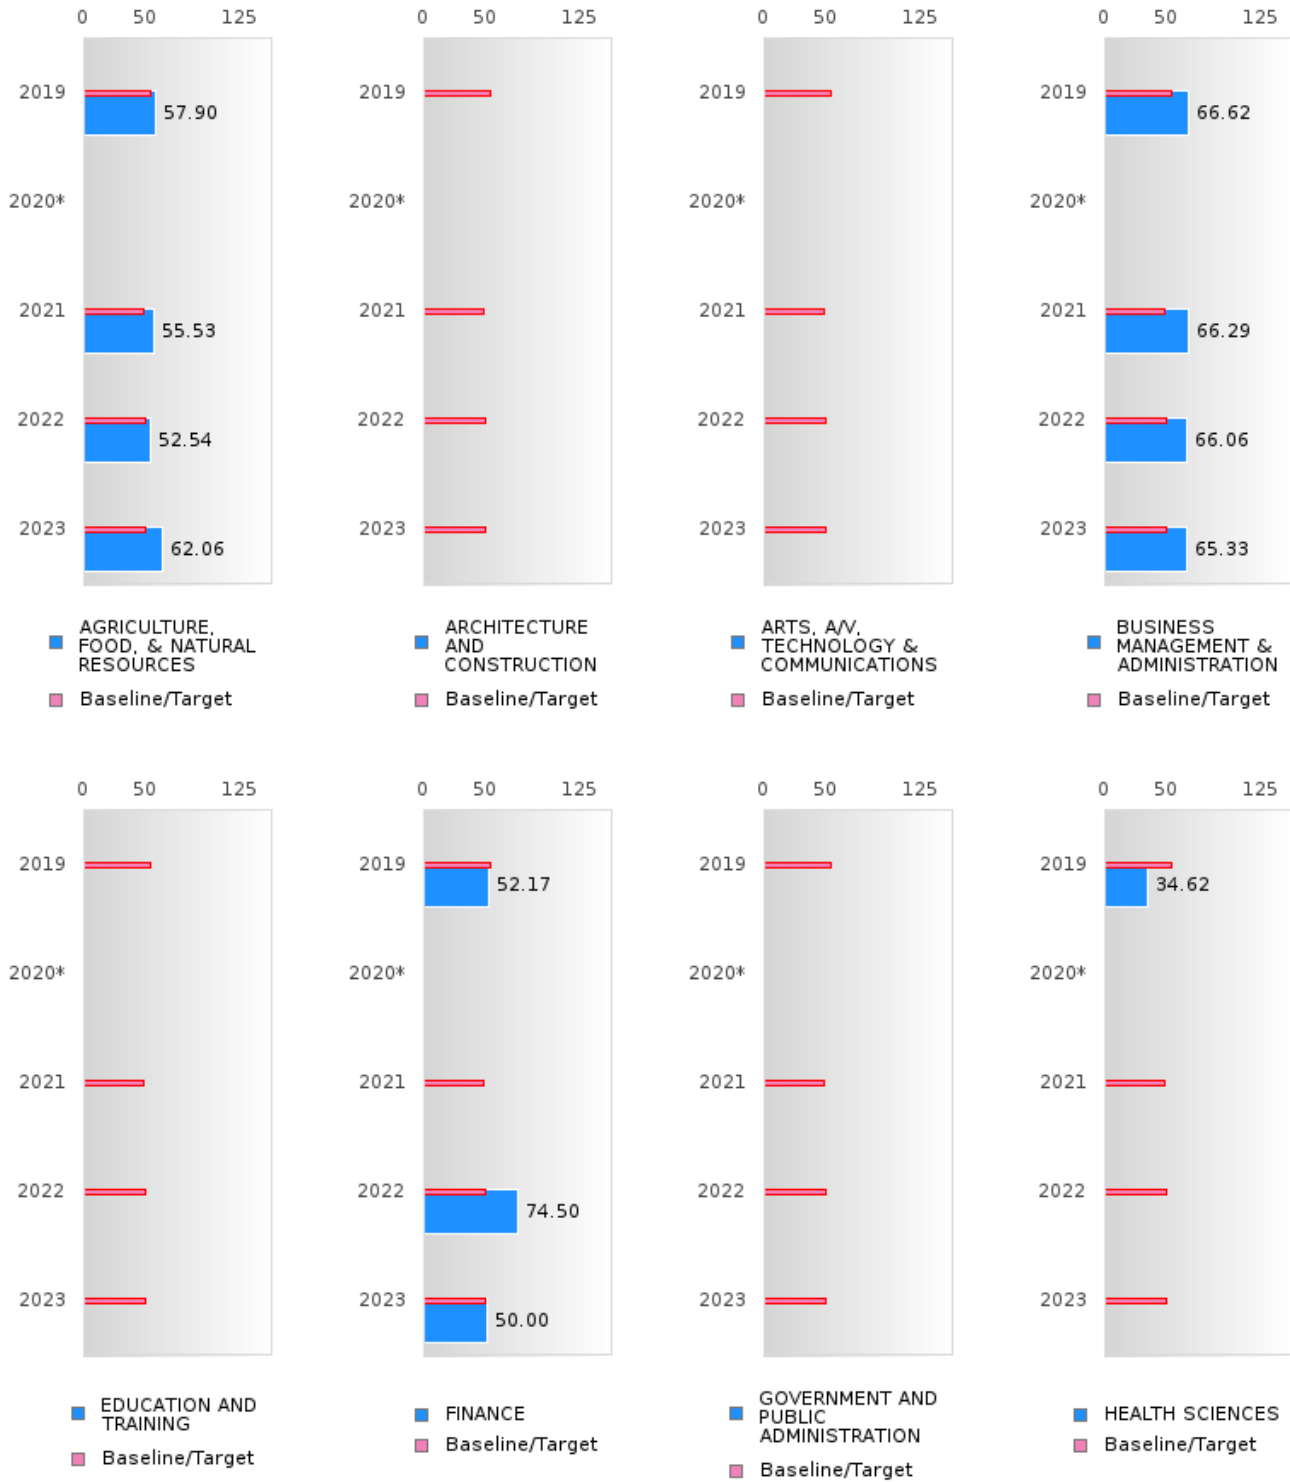 0 50 125
0 50 125
0 50 125
0 50 125
2019
57.90
2020*
2021
55.53
2022
52.54
2023
62.06
AGRICULTURE,
FOOD, & NATURAL
RESOURCES
Baseline/Target
2019
2020*
2021
2022
2023
ARCHITECTURE
AND
CONSTRUCTION
Baseline/Target
2019
2020*
2021
2022
2023
ARTS, A/V,
TECHNOLOGY &
COMMUNICATIONS
Baseline/Target
2019
66.62
2020*
2021
66.29
2022
66.06
2023
65.33
BUSINESS
MANAGEMENT &
ADMINISTRATION
Baseline/Target
0 50 125
0 50 125
0 50 125
0 50 125
2019
2020*
2021
2022
2023
EDUCATION AND
TRAINING
Baseline/Target
2019
52.17
2020*
2021
2022
74.50
2023
50.00
FINANCE
Baseline/Target
2019
2020*
2021
2022
2023
GOVERNMENT AND
PUBLIC
ADMINISTRATION
Baseline/Target
2019
34.62
2020*
2021
2022
2023
HEALTH SCIENCES
Baseline/Target